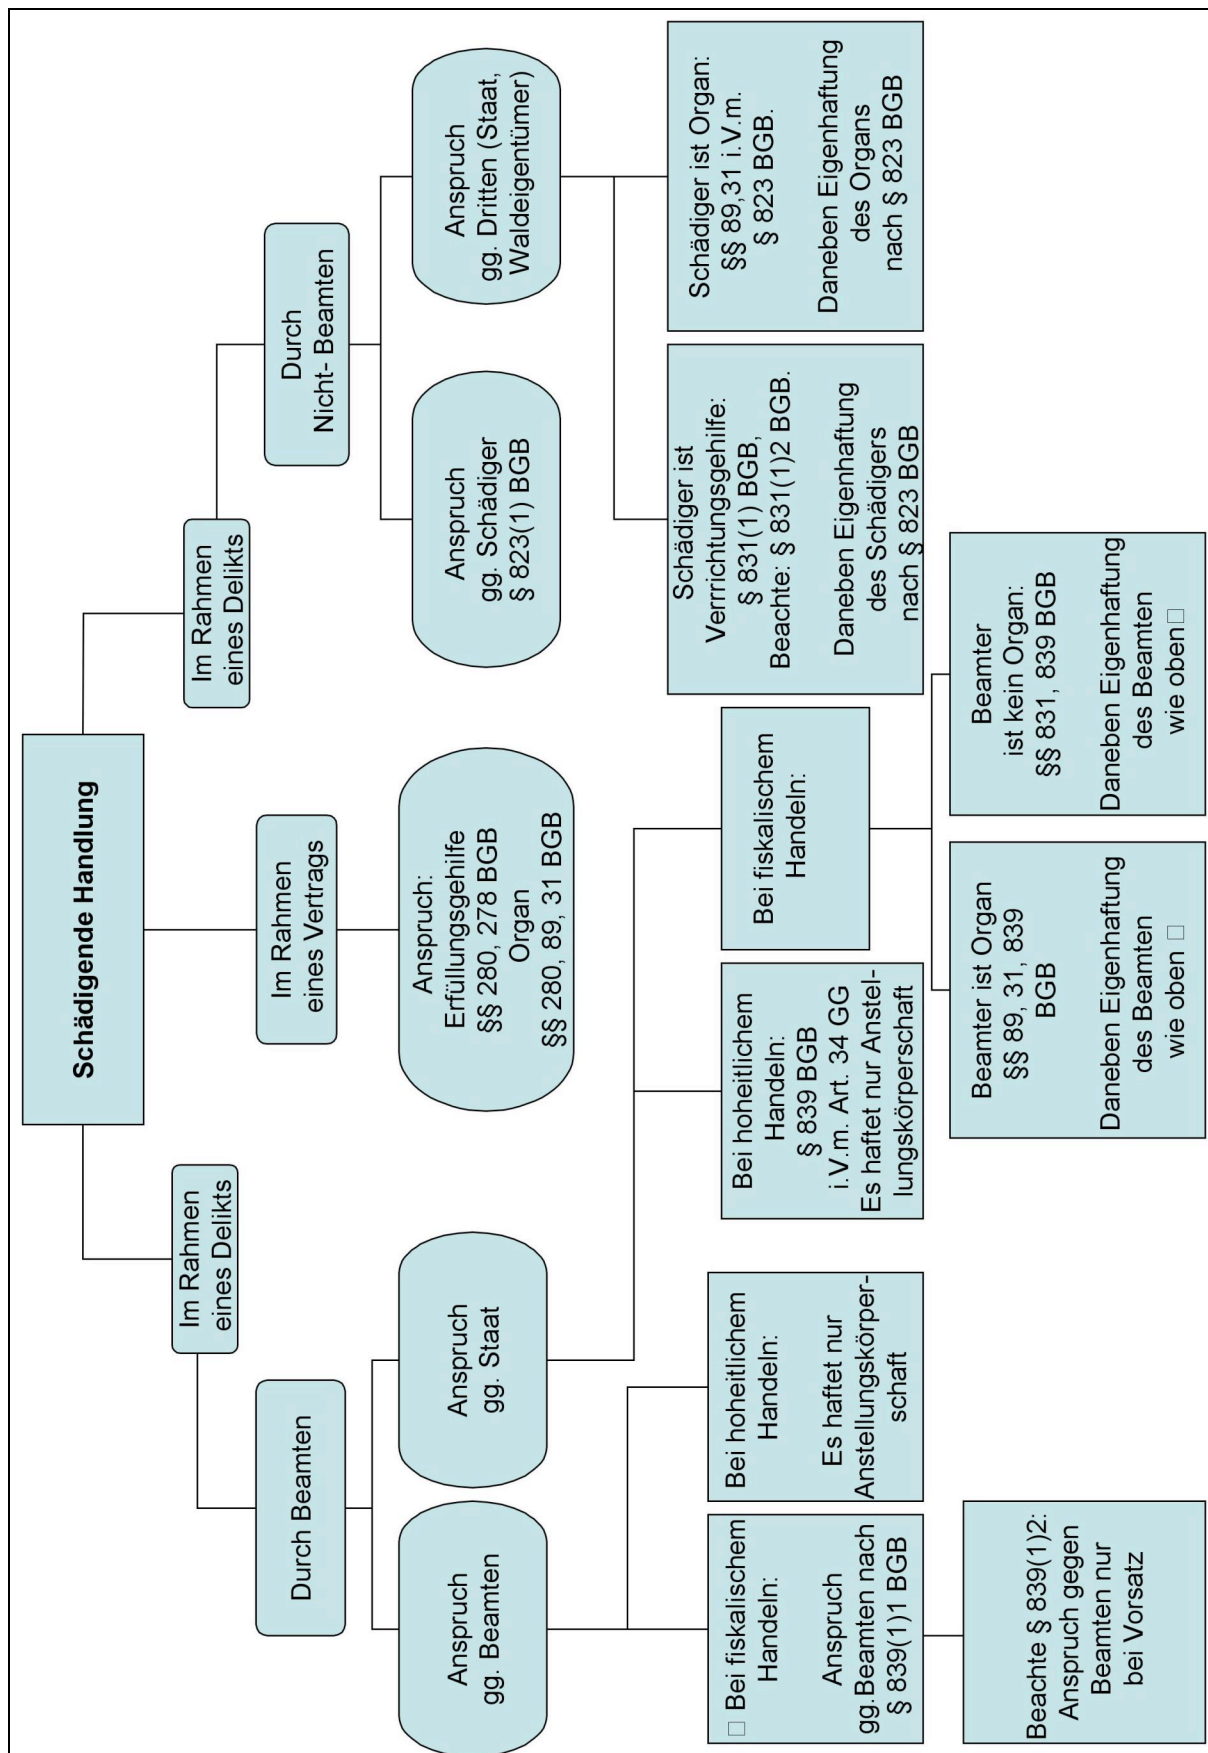 Schädigende Handlung
Im Rahmen
eines Delikts
Im Rahmen
eines Vertrags
Im Rahmen
eines Delikts
Durch Beamten
Durch
Nicht- Beamten
Anspruch
gg. Beamten
Anspruch
gg. Staat
Anspruch:
Erfüllungsgehilfe
§§ 280, 278 BGB
Organ
§§ 280, 89, 31 BGB
Anspruch
gg. Schädiger
§ 823(1) BGB
Anspruch
gg. Dritten (Staat,
Waldeigentümer)
□ Bei fiskalischem
Handeln:
Anspruch
gg.Beamten nach
§ 839(1)1 BGB
Bei hoheitlichem
Handeln:
Es haftet nur
Anstellungskörper-
schaft
Bei hoheitlichem
Handeln:
§ 839 BGB
i.V.m. Art. 34 GG
Es haftet nur Anstel-
lungskörperschaft
Bei fiskalischem
Handeln:
Schädiger ist
Verrrichtungsgehilfe:
§ 831(1) BGB,
Beachte: § 831(1)2 BGB.
Daneben Eigenhaftung
des Schädigers
nach § 823 BGB
Schädiger ist Organ:
§§ 89,31 i.V.m.
§ 823 BGB.
Daneben Eigenhaftung
des Organs
nach § 823 BGB
Beachte § 839(1)2:
Anspruch gegen
Beamten nur
bei Vorsatz
Beamter ist Organ
§§ 89, 31, 839
BGB
Daneben Eigenhaftung
des Beamten
wie oben □
Beamter
ist kein Organ:
§§ 831, 839 BGB
Daneben Eigenhaftung
des Beamten
wie oben□